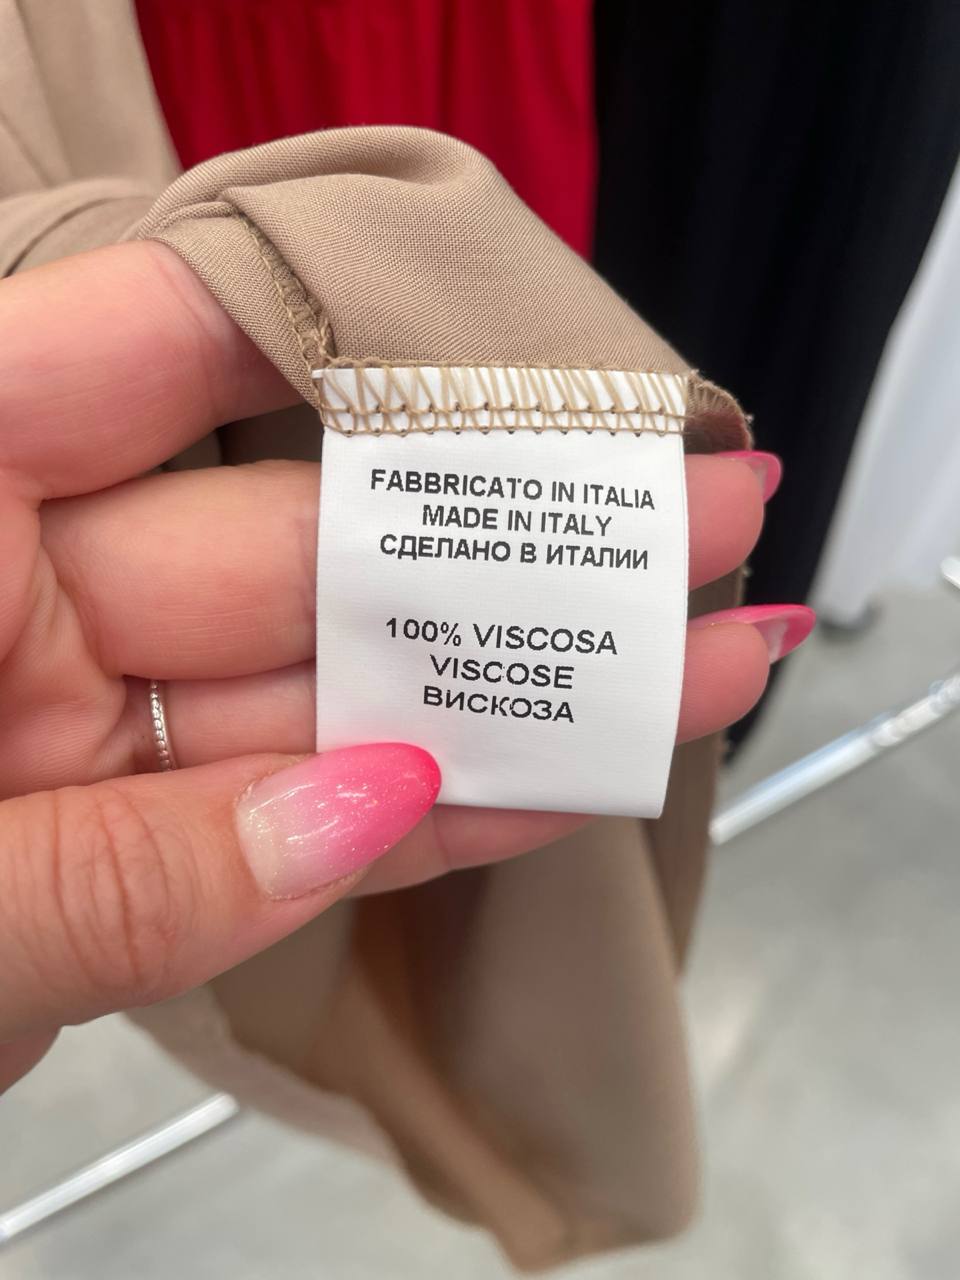 FABBRICATO IN ITALIA
MADE IN ITALY
СДЕЛАНО В ИТАЛИИ
100% VISCOSA
VISCOSE
ВИСКОЗА